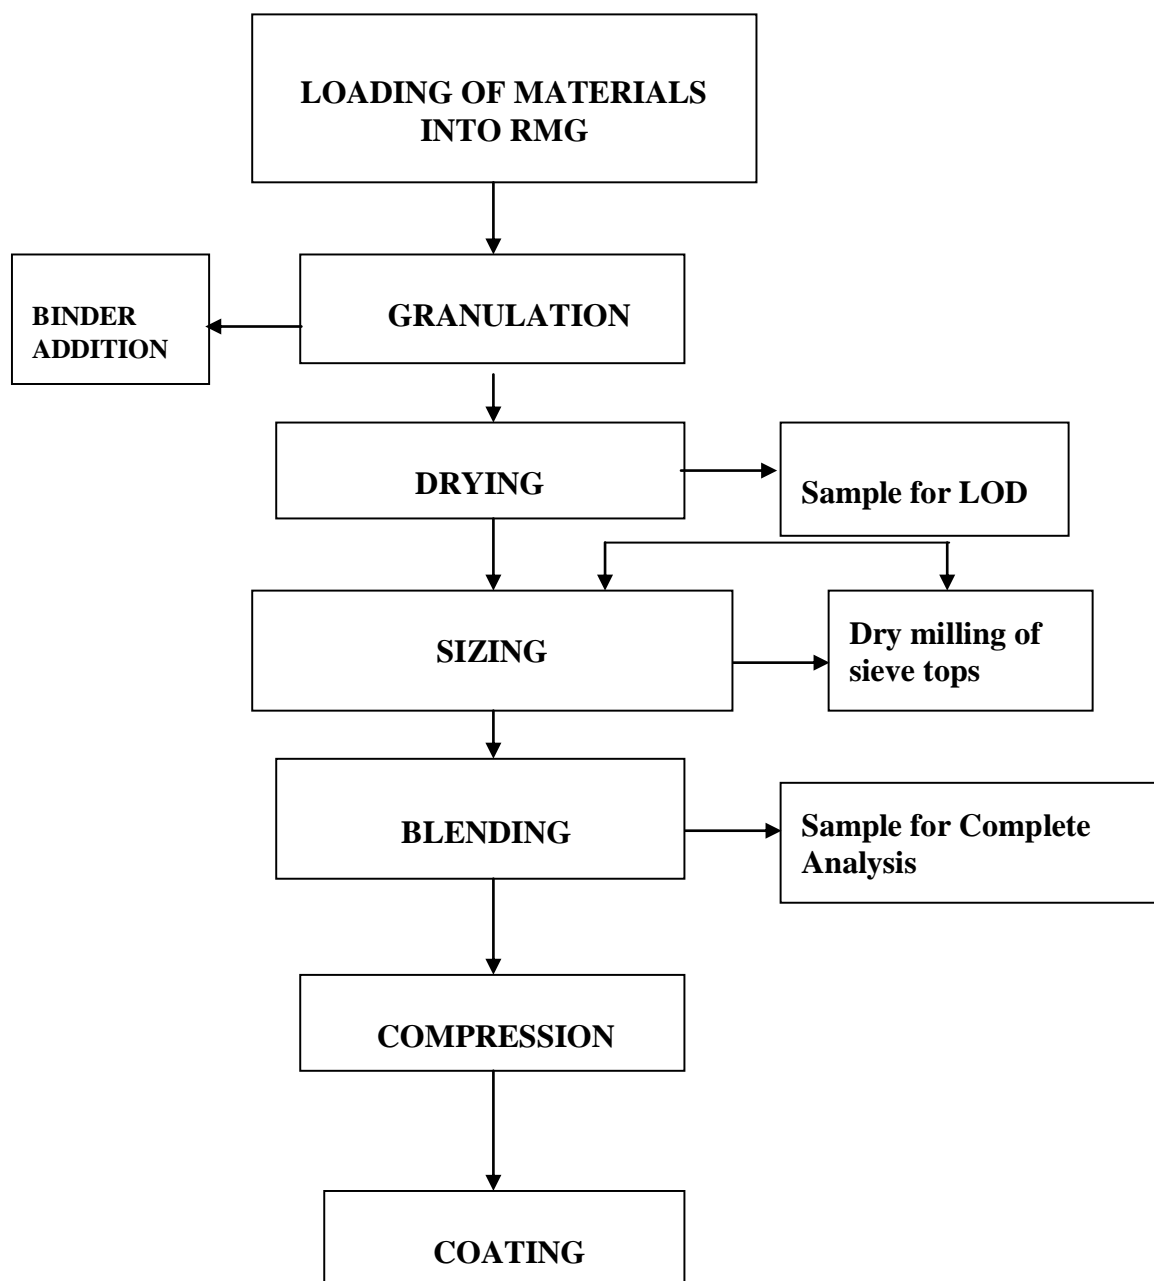 LOADING OF MATERIALS
INTO RMG
BINDER
ADDITION
GRANULATION
DRYING
Sample for LOD
SIZING
Dry milling of
sieve tops
BLENDING
Sample for Complete
Analysis
COMPRESSION
COATING